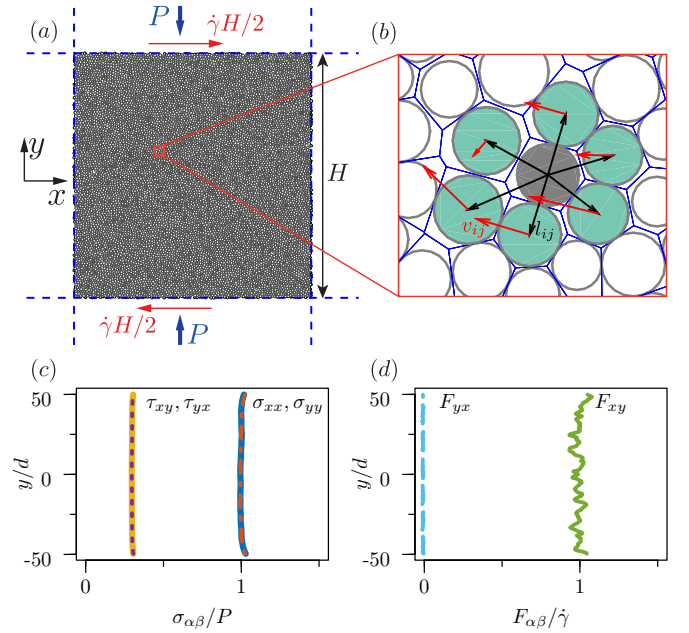 (a) P γ̇H/2
(b)
y
x
H
v_ij l_ij
γ̇H/2 P
(c)
(d)
50 τ_xy, τ_yx σ_xx, σ_yy
y/d
0
-50
0 1
σ_αβ/P
50 F_yx F_xy
y/d
0
-50
0 1
F_αβ/γ̇